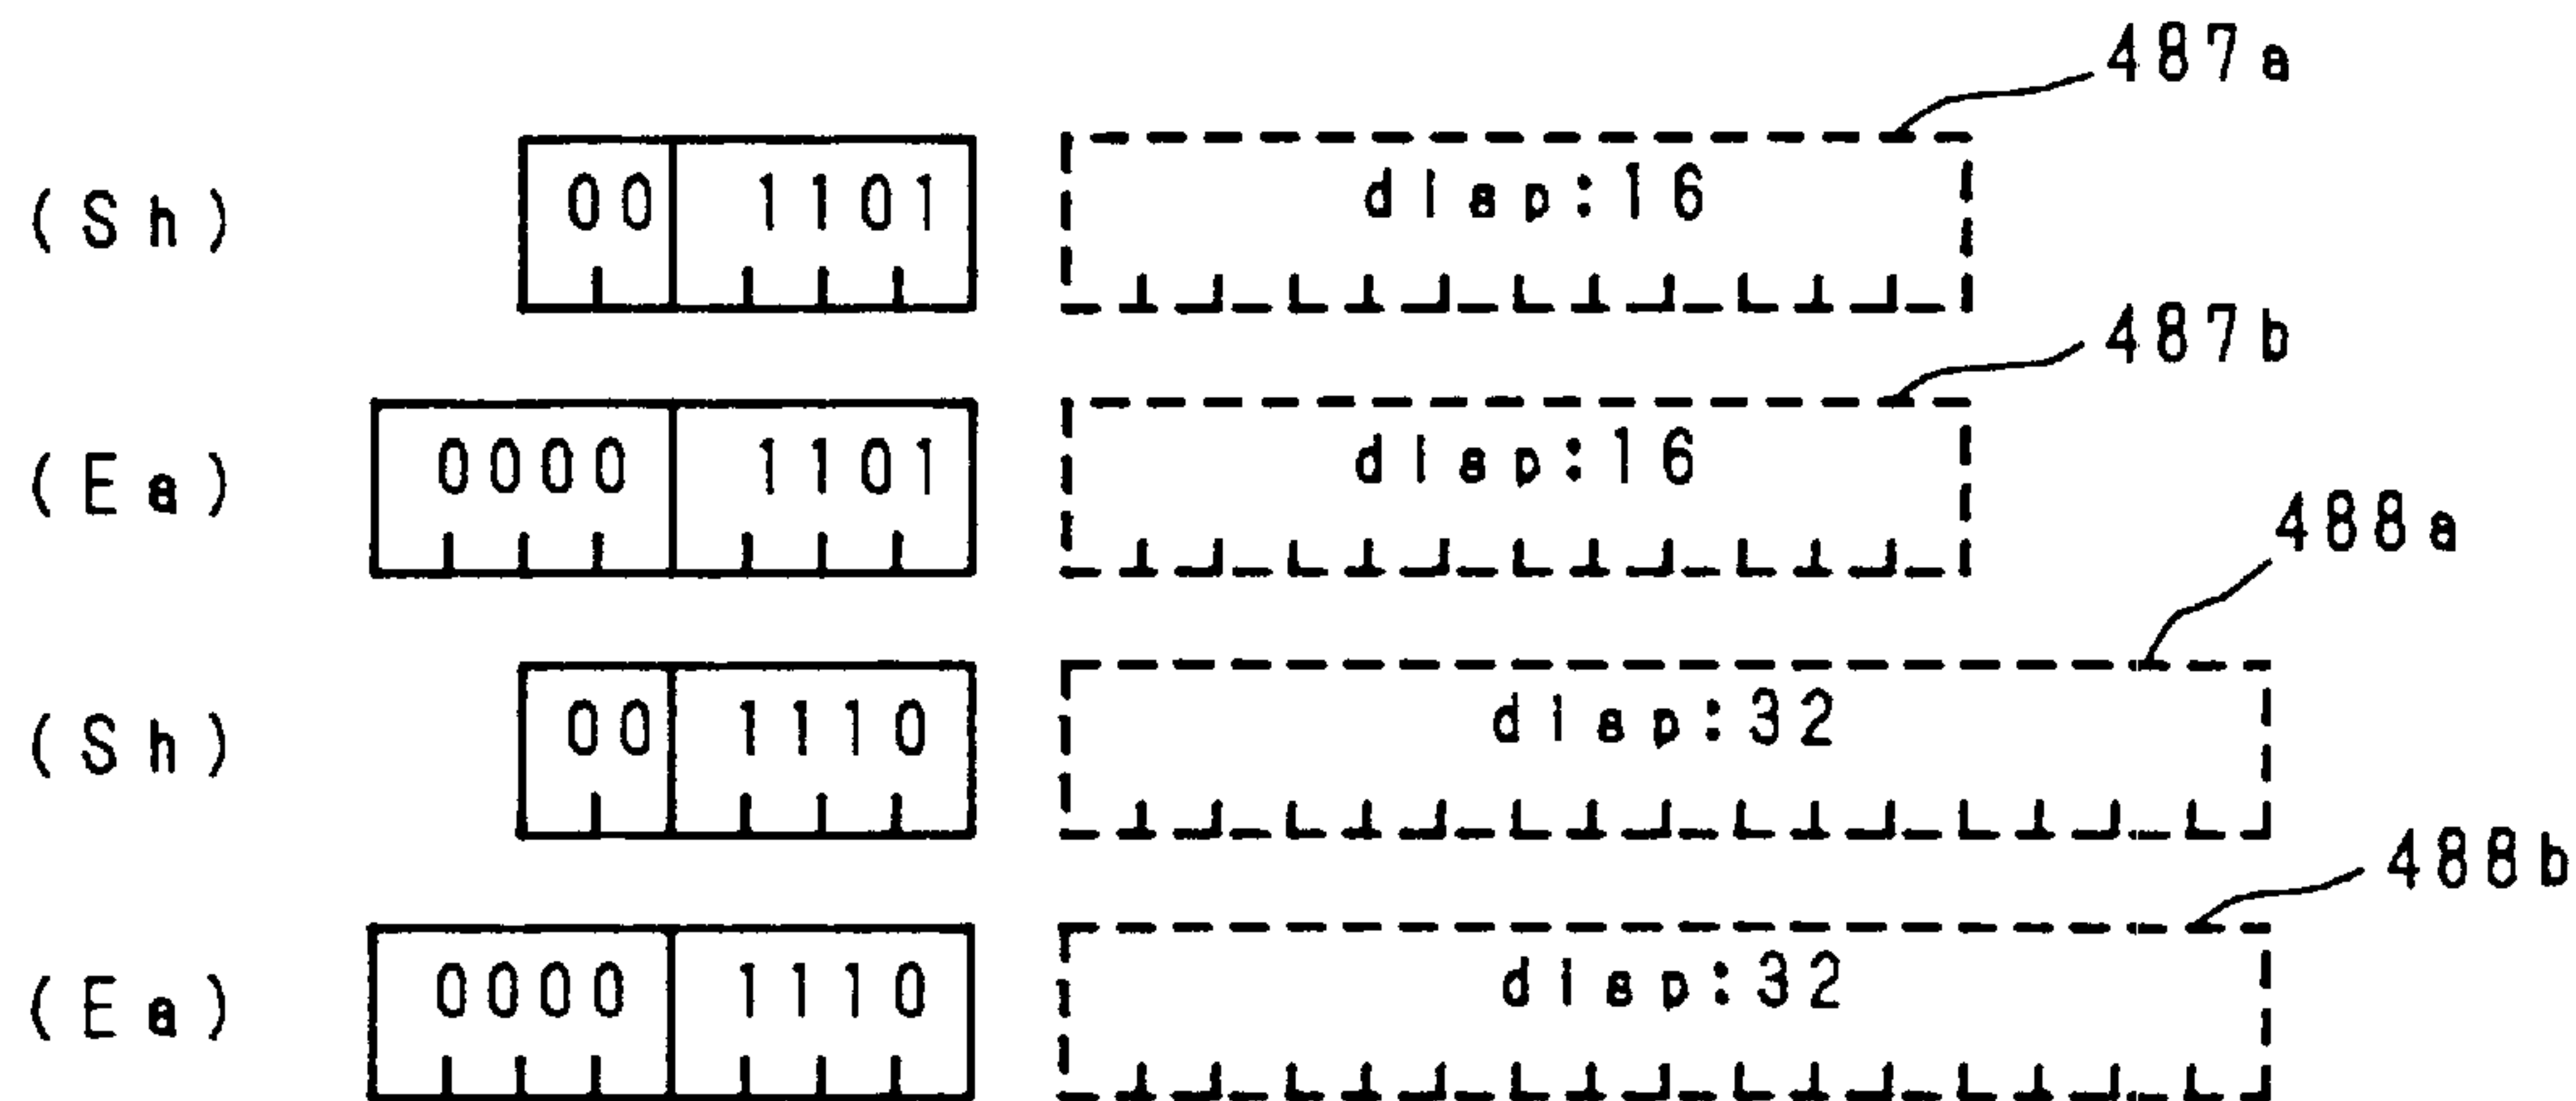 487a
(Sh) 00 1101 disp:16
487b
(Ea) 0000 1101 disp:16
488a
(Sh) 00 1110 disp:32
488b
(Ea) 0000 1110 disp:32